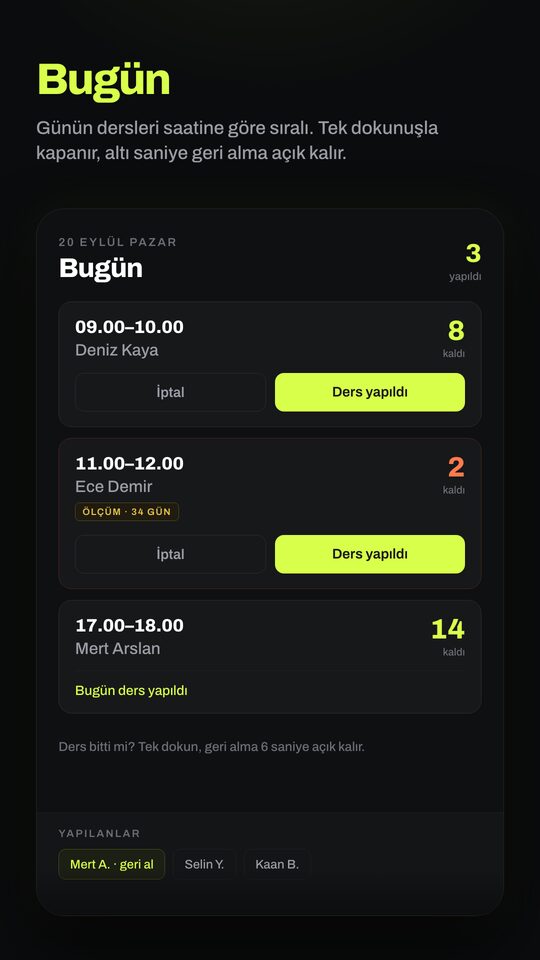 Bugün
Günün dersleri saatine göre sıralı. Tek dokunuşla
kapanır, altı saniye geri alma açık kalır.
20 EYLÜL PAZAR
Bugün
3
yapıldı
09.00–10.00
Deniz Kaya
8
kaldı
İptal
Ders yapıldı
11.00–12.00
Ece Demir
ÖLÇÜM · 34 GÜN
2
kaldı
İptal
Ders yapıldı
17.00–18.00
Mert Arslan
14
kaldı
Bugün ders yapıldı
Ders bitti mi? Tek dokun, geri alma 6 saniye açık kalır.
YAPILANLAR
Mert A. · geri al
Selin Y.
Kaan B.